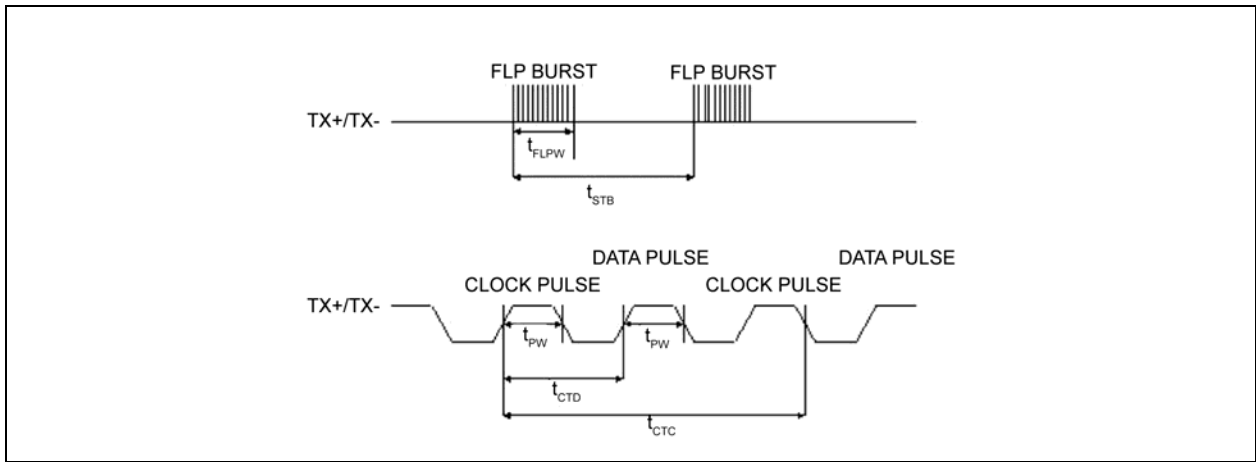 FLP BURST FLP BURST
TX+/TX-
tFLPW
tSTB
DATA PULSE DATA PULSE
CLOCK PULSE CLOCK PULSE
TX+/TX-
tPW tPW
tCTD
tCTC